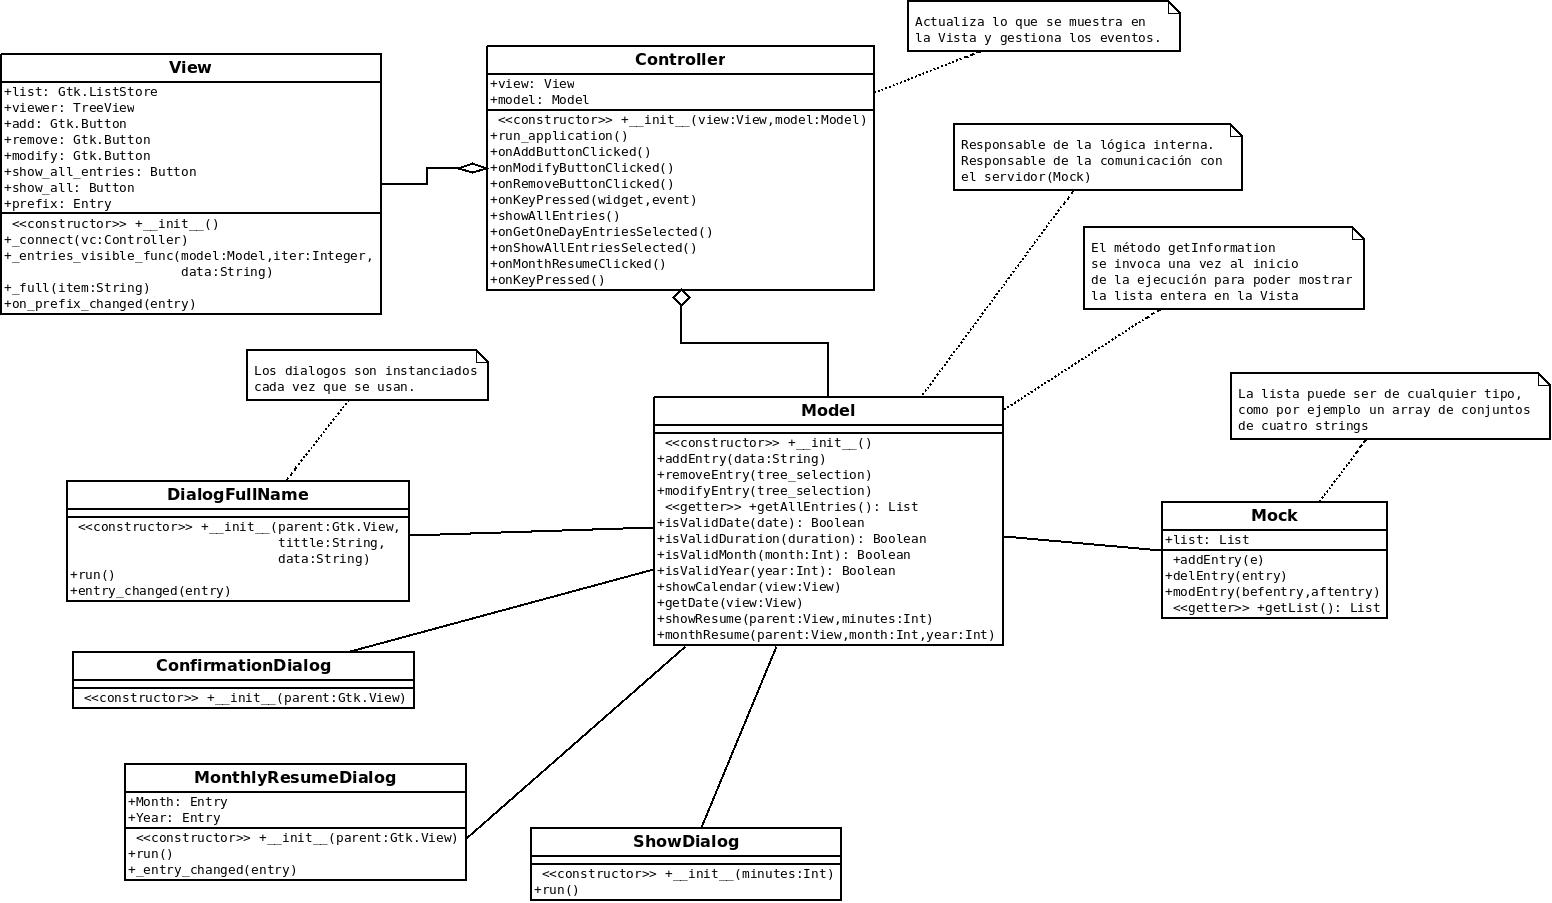 Actualiza lo que se muestra en
la Vista y gestiona los eventos.
View
+list: Gtk.ListStore
+viewer: TreeView
+add: Gtk.Button
+remove: Gtk.Button
+modify: Gtk.Button
+show_all_entries: Button
+show_all: Button
+prefix: Entry
<<constructor>> +__init__()
+_connect(vc:Controller)
+_entries_visible_func(model:Model,iter:Integer,
data:String)
+_full(item:String)
+on_prefix_changed(entry)
Controller
+view: View
+model: Model
<<constructor>> +__init__(view:View,model:Model)
+run_application()
+onAddButtonClicked()
+onModifyButtonClicked()
+onRemoveButtonClicked()
+onKeyPressed(widget,event)
+showAllEntries()
+onGetOneDayEntriesSelected()
+onShowAllEntriesSelected()
+onMonthResumeClicked()
+onKeyPressed()
Responsable de la lógica interna.
Responsable de la comunicación con
el servidor(Mock)
El método getInformation
se invoca una vez al inicio
de la ejecución para poder mostrar
la lista entera en la Vista
Los dialogos son instanciados
cada vez que se usan.
La lista puede ser de cualquier tipo,
como por ejemplo un array de conjuntos
de cuatro strings
Model
<<constructor>> +__init__()
+addEntry(data:String)
+removeEntry(tree_selection)
+modifyEntry(tree_selection)
<<getter>> +getAllEntries(): List
+isValidDate(date): Boolean
+isValidDuration(duration): Boolean
+isValidMonth(month:Int): Boolean
+isValidYear(year:Int): Boolean
+showCalendar(view:View)
+getDate(view:View)
+showResume(parent:View,minutes:Int)
+monthResume(parent:View,month:Int,year:Int)
DialogFullName
<<constructor>> +__init__(parent:Gtk.View,
tittle:String,
data:String)
+run()
+entry_changed(entry)
Mock
+list: List
+addEntry(e)
+delEntry(entry)
+modEntry(befentry,aftentry)
<<getter>> +getList(): List
ConfirmationDialog
<<constructor>> +__init__(parent:Gtk.View)
MonthlyResumeDialog
+Month: Entry
+Year: Entry
<<constructor>> +__init__(parent:Gtk.View)
+run()
+_entry_changed(entry)
ShowDialog
<<constructor>> +__init__(minutes:Int)
+run()